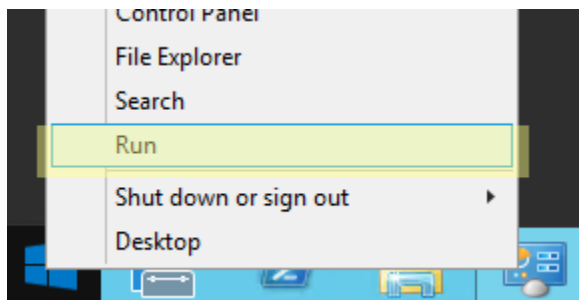 Control Panel
File Explorer
Search
Run
Shut down or sign out
Desktop